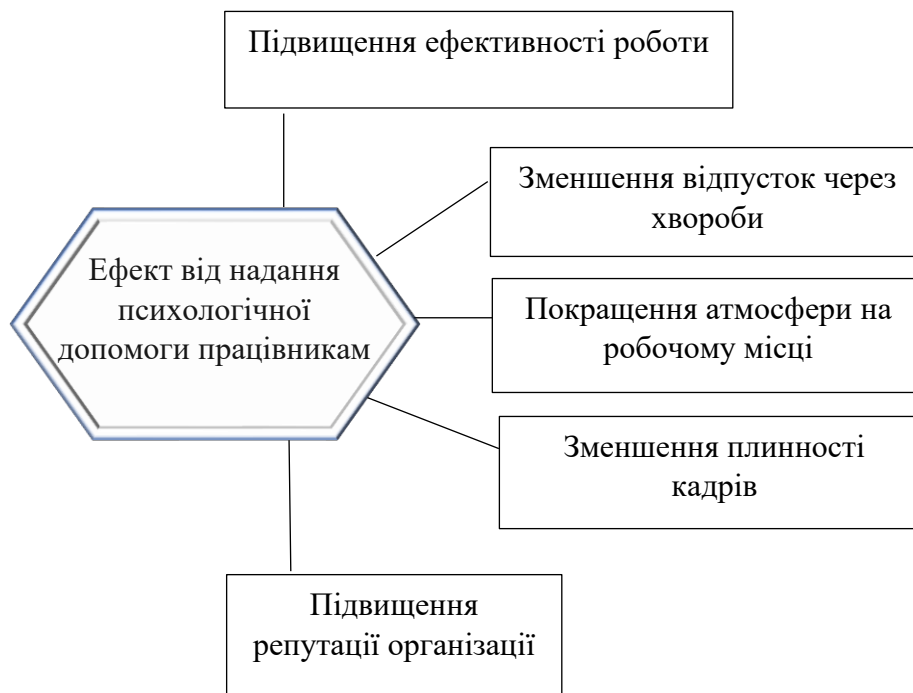 Підвищення ефективності роботи
Зменшення відпусток через
хвороби
Ефект від надання
психологічної
допомоги працівникам
Покращення атмосфери на
робочому місці
Зменшення плинності
кадрів
Підвищення
репутації організації